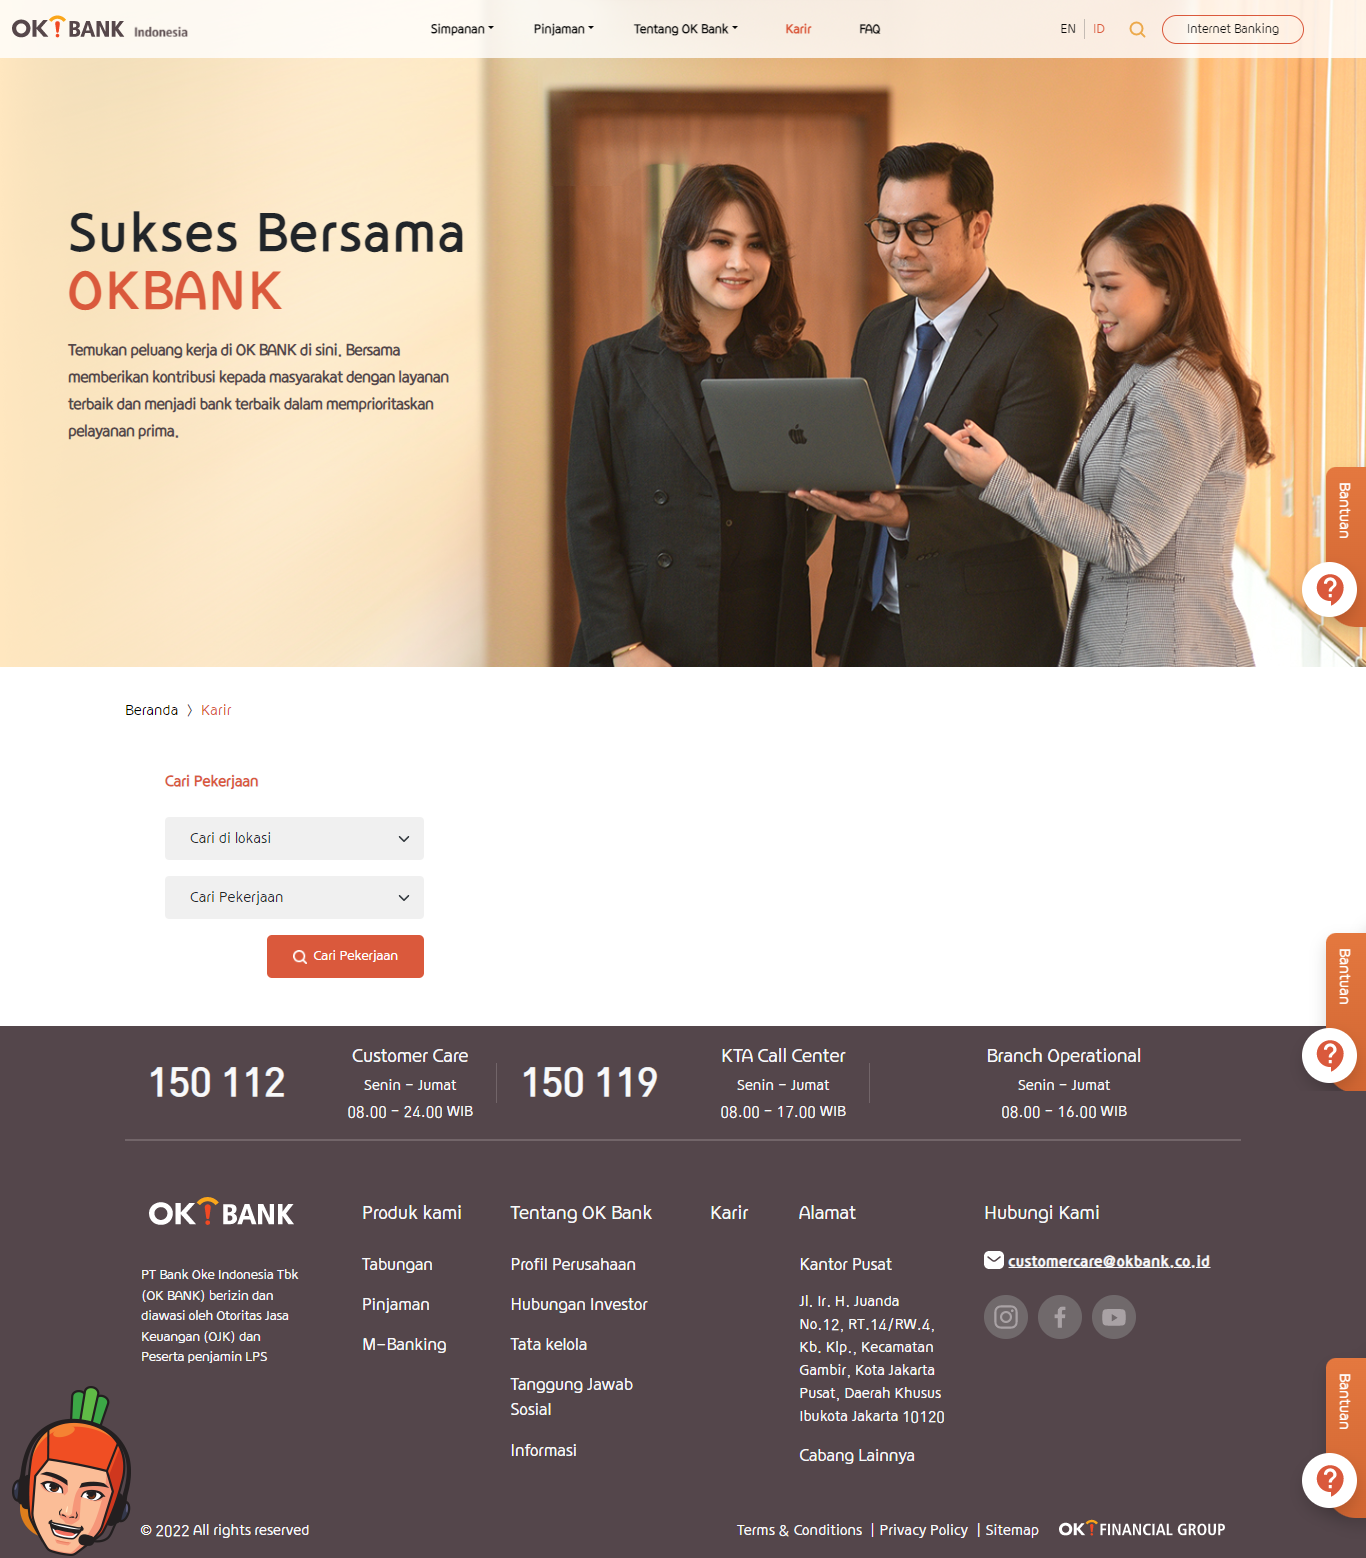 OK! BANK Indonesia
Simpanan
Pinjaman
Tentang OK Bank
Karir
FAQ
EN
ID
Internet Banking
Sukses Bersama
OKBANK
Temukan peluang kerja di OK BANK di sini. Bersama
memberikan kontribusi kepada masyarakat dengan layanan
terbaik dan menjadi bank terbaik dalam memprioritaskan
pelayanan prima.
Bantuan
Beranda 〉 Karir
Cari Pekerjaan
Cari di lokasi
Cari Pekerjaan
Cari Pekerjaan
Bantuan
150 112
Customer Care
Senin - Jumat
08.00 - 24.00 WIB
150 119
KTA Call Center
Senin - Jumat
08.00 - 17.00 WIB
Branch Operational
Senin - Jumat
08.00 - 16.00 WIB
OK! BANK
PT Bank Oke Indonesia Tbk
(OK BANK) berizin dan
diawasi oleh Otoritas Jasa
Keuangan (OJK) dan
Peserta penjamin LPS
Produk kami
Tabungan
Pinjaman
M-Banking
Tentang OK Bank
Profil Perusahaan
Hubungan Investor
Tata kelola
Tanggung Jawab
Sosial
Informasi
Karir
Alamat
Kantor Pusat
Jl. Ir. H. Juanda
No.12, RT.14/RW.4,
Kb. Klp., Kecamatan
Gambir, Kota Jakarta
Pusat, Daerah Khusus
Ibukota Jakarta 10120
Cabang Lainnya
Hubungi Kami
customercare@okbank.co.id
Bantuan
© 2022 All rights reserved
Terms & Conditions | Privacy Policy | Sitemap
OK! FINANCIAL GROUP